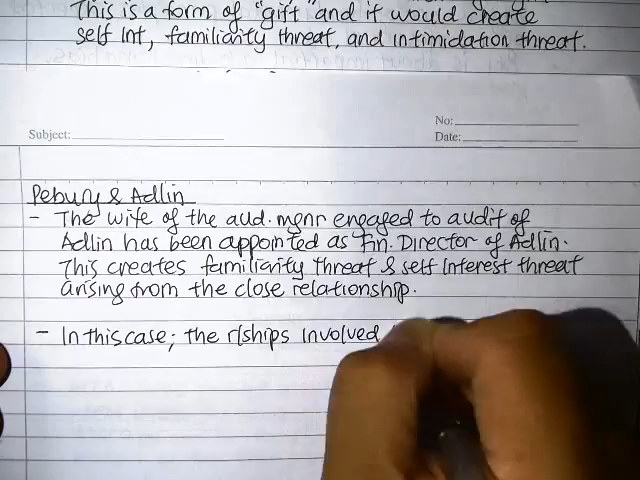 This is a form of "gift" and it would create
self Int, familiarity threat, and intimidation threat.
No:
Subject:
Date:
Pebury & Adlin
- The wife of the aud. mgnr engaged to audit of
Adlin has been appointed as Fin. Director of Adlin.
This creates familiarity threat & self Interest threat
arising from the close relationship.
- In this case; the r/ships involved